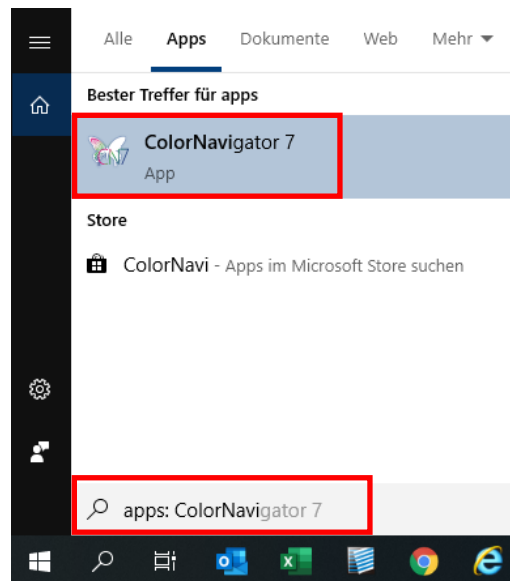 Alle Apps Dokumente Web Mehr
Bester Treffer für apps
ColorNavigator 7
App
Store
ColorNavi - Apps im Microsoft Store suchen
apps: ColorNavigator 7